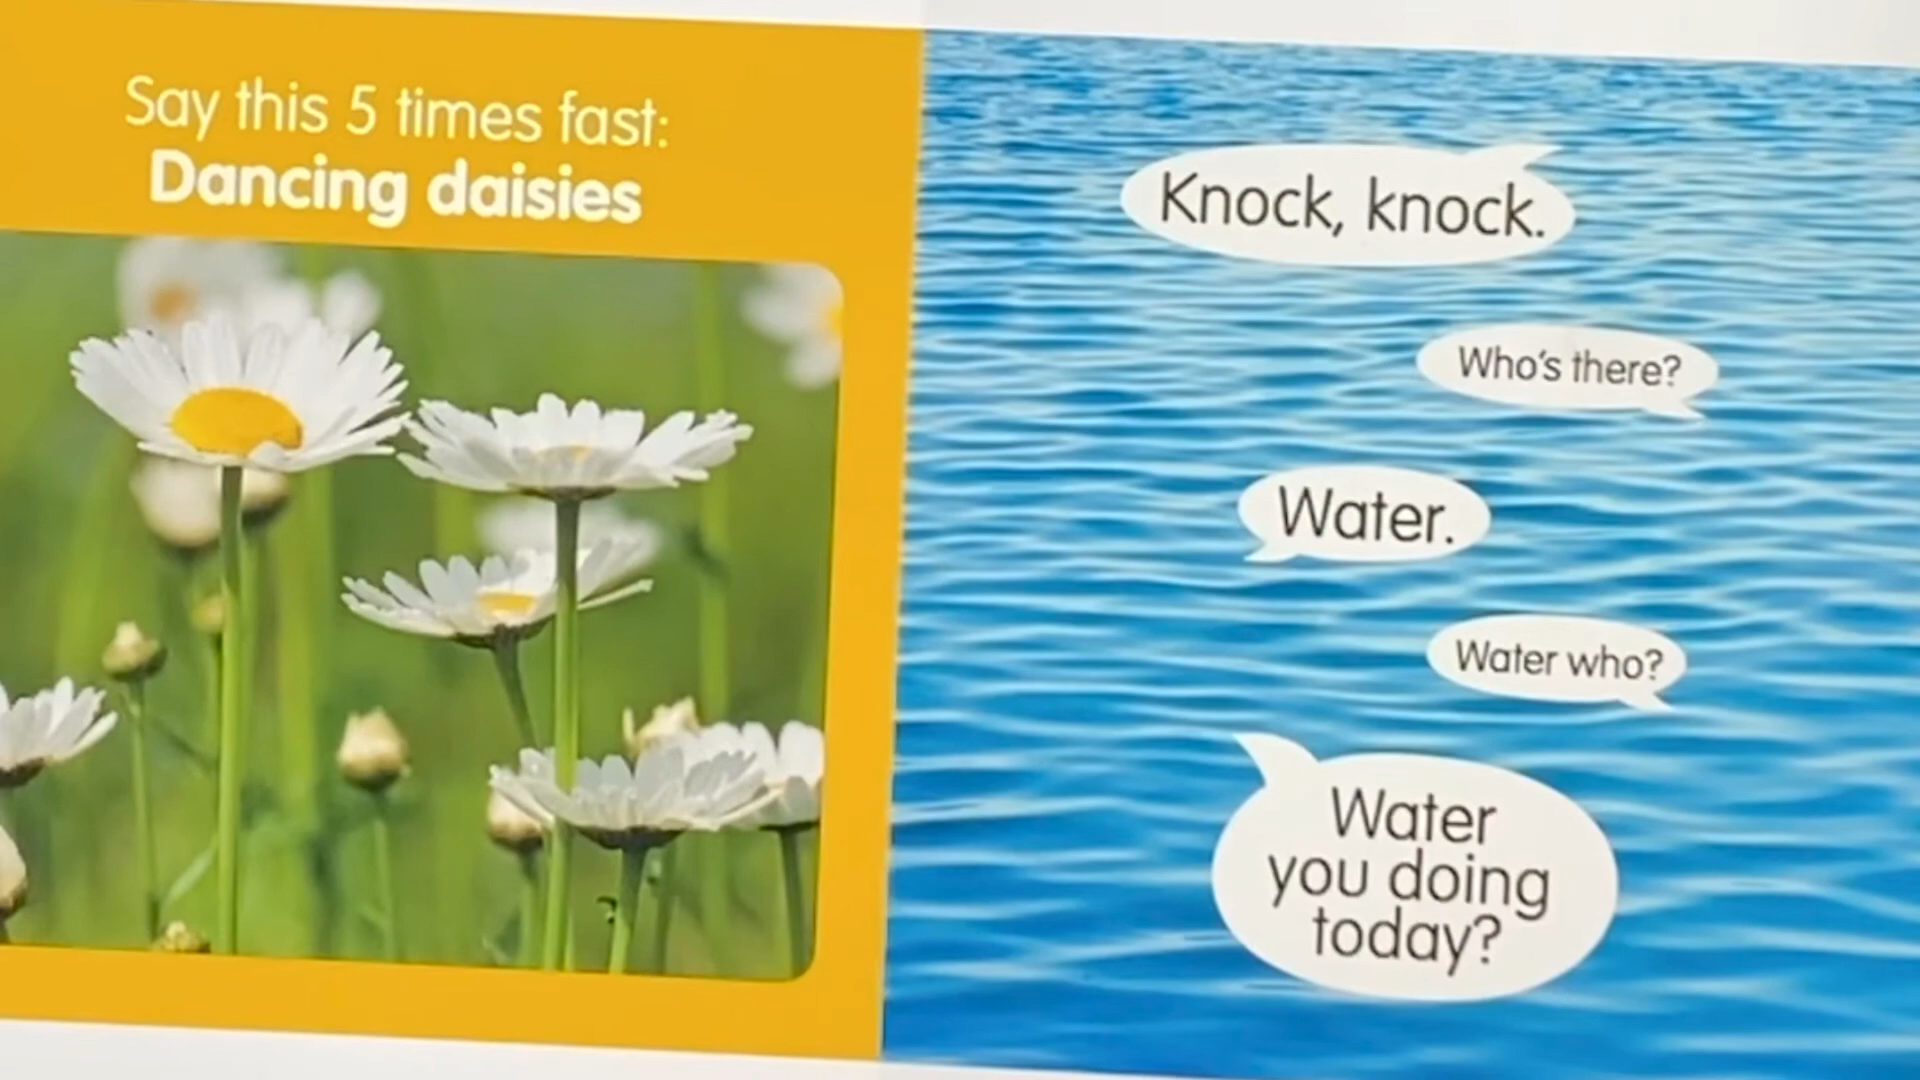 Say this 5 times fast:
Dancing daisies
Knock, knock.
Who's there?
Water.
Water who?
Water
you doing
today?